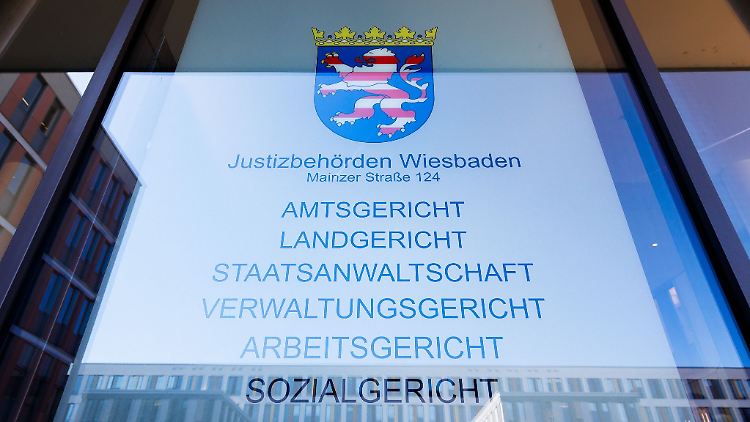 Justizbehörden Wiesbaden
Mainzer Straße 124
AMTSGERICHT
LANDGERICHT
STAATSANWALTSCHAFT
VERWALTUNGSGERICHT
ARBEITSGERICHT
SOZIALGERICHT